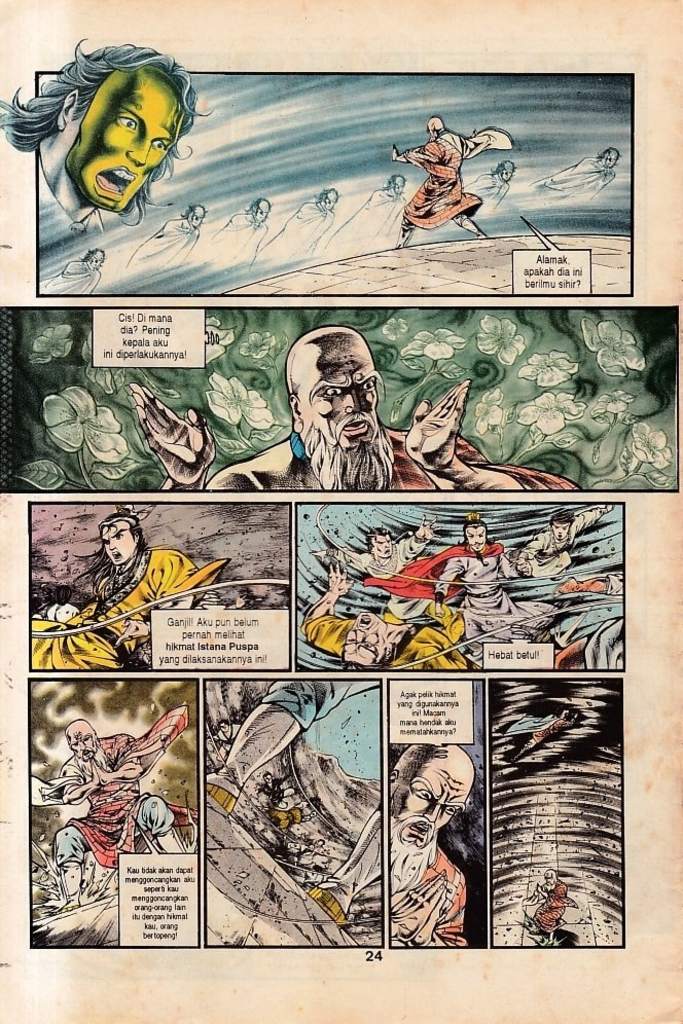 Alamak,
apakah dia ini
berilmu sihir?
Cis! Di mana
dia? Pening
kepala aku
ini diperlakukannya!
Ganjil! Aku pun belum
pernah melihat
hikmat Istana Puspa
yang dilaksanakannya ini!
Hebat betul!
Kau tidak akan dapat
menggoncangkan aku
seperti kau
menggoncangkan
orang-orang lain
itu dengan hikmat
kau, orang
bertopeng!
Agak pelik hikmat
yang digunakannya
ini! Macam
mana hendak aku
mematahkannya?
24